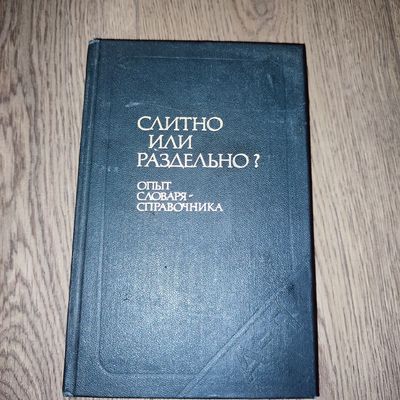 СЛИТНО
ИЛИ
РАЗДЕЛЬНО?
ОПЫТ
СЛОВАРЯ-
СПРАВОЧНИКА